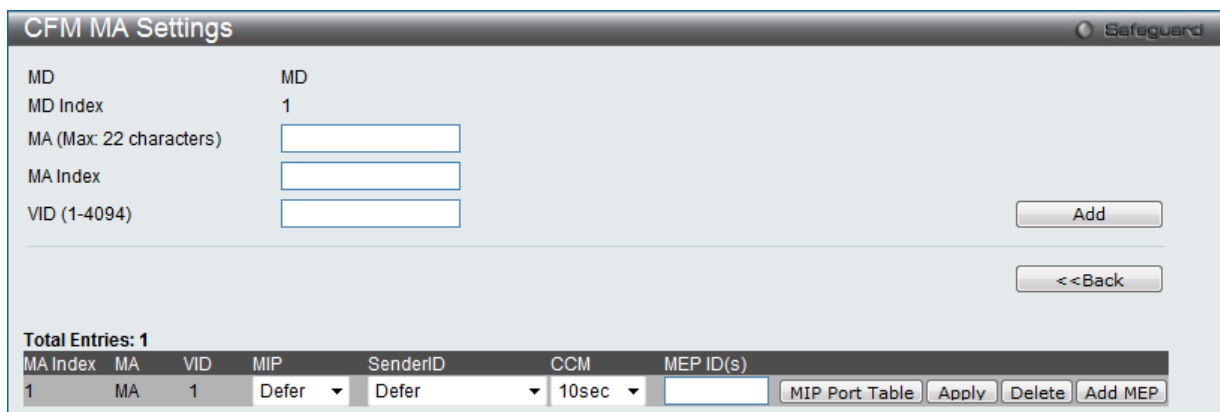 CFM MA Settings
Safeguard
MD MD
MD Index 1
MA (Max: 22 characters)
MA Index
VID (1-4094)
Add
<<Back
Total Entries: 1
MA Index MA VID MIP SenderID CCM MEP ID(s)
1 MA 1 Defer Defer 10sec MIP Port Table Apply Delete Add MEP